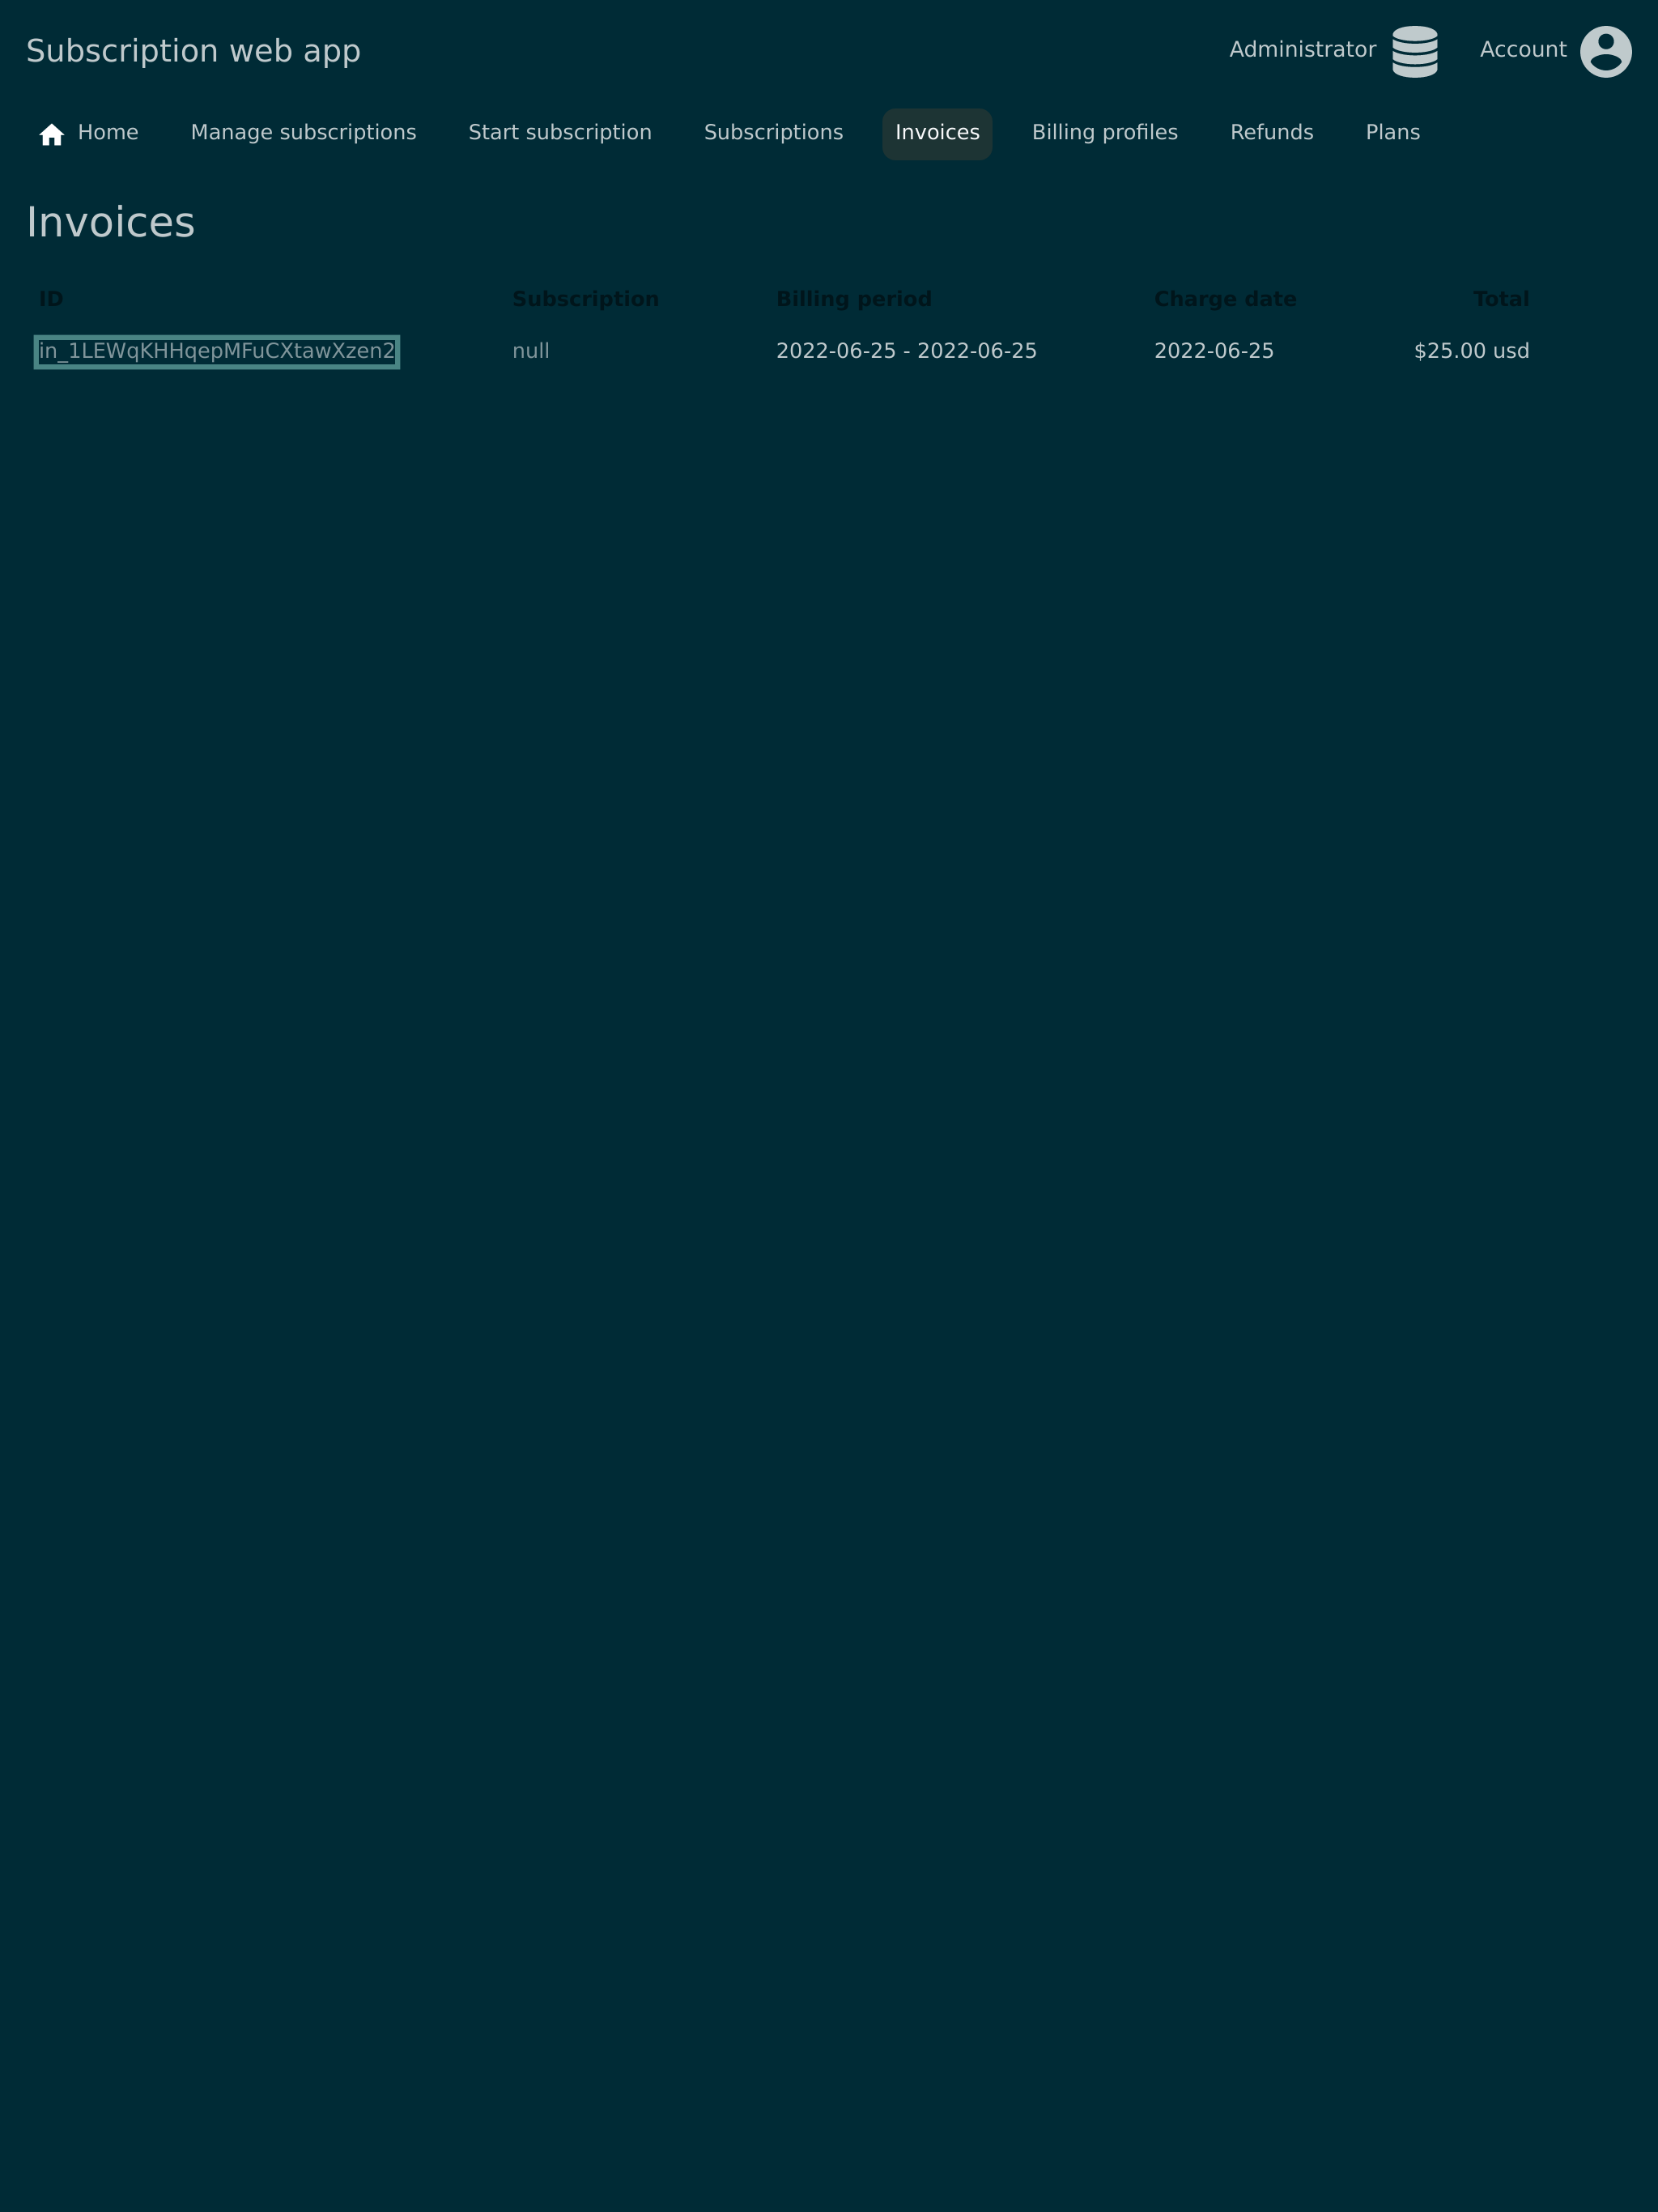 Subscription web app Administrator Account
Home Manage subscriptions Start subscription Subscriptions Invoices Billing profiles Refunds Plans
Invoices
ID Subscription Billing period Charge date Total
in_1LEWqKHHqepMFuCXtawXzen2 null 2022-06-25 - 2022-06-25 2022-06-25 $25.00 usd